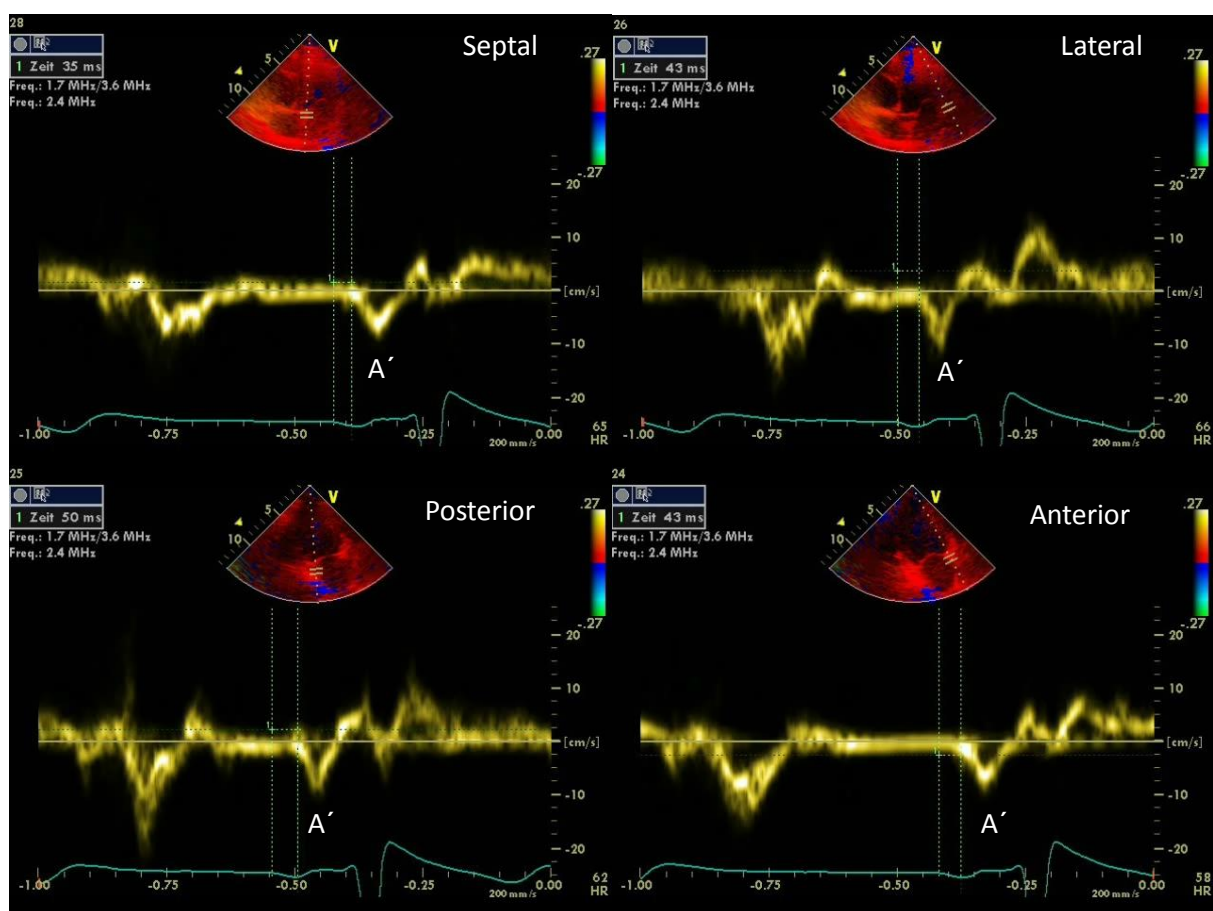 28
Septal
1 Zeit 35 ms
Freq.: 1.7 MHz/3.6 MHz
Freq.: 2.4 MHz
V
5
10
.27
-.27
20
10
[cm/s]
-10
-20
A´
-1.00 -0.75 -0.50 -0.25 0.00
200 mm/s
65
HR
26
Lateral
1 Zeit 43 ms
Freq.: 1.7 MHz/3.6 MHz
Freq.: 2.4 MHz
V
5
10
.27
-.27
20
10
[cm/s]
-10
-20
A´
-1.00 -0.75 -0.50 -0.25 0.00
200 mm/s
66
HR
25
Posterior
1 Zeit 50 ms
Freq.: 1.7 MHz/3.6 MHz
Freq.: 2.4 MHz
V
5
10
.27
-.27
20
10
[cm/s]
-10
-20
A´
-1.00 -0.75 -0.50 -0.25 0.00
200 mm/s
62
HR
24
Anterior
1 Zeit 43 ms
Freq.: 1.7 MHz/3.6 MHz
Freq.: 2.4 MHz
V
5
10
.27
-.27
20
10
[cm/s]
-10
-20
A´
-1.00 -0.75 -0.50 -0.25 0.00
200 mm/s
58
HR